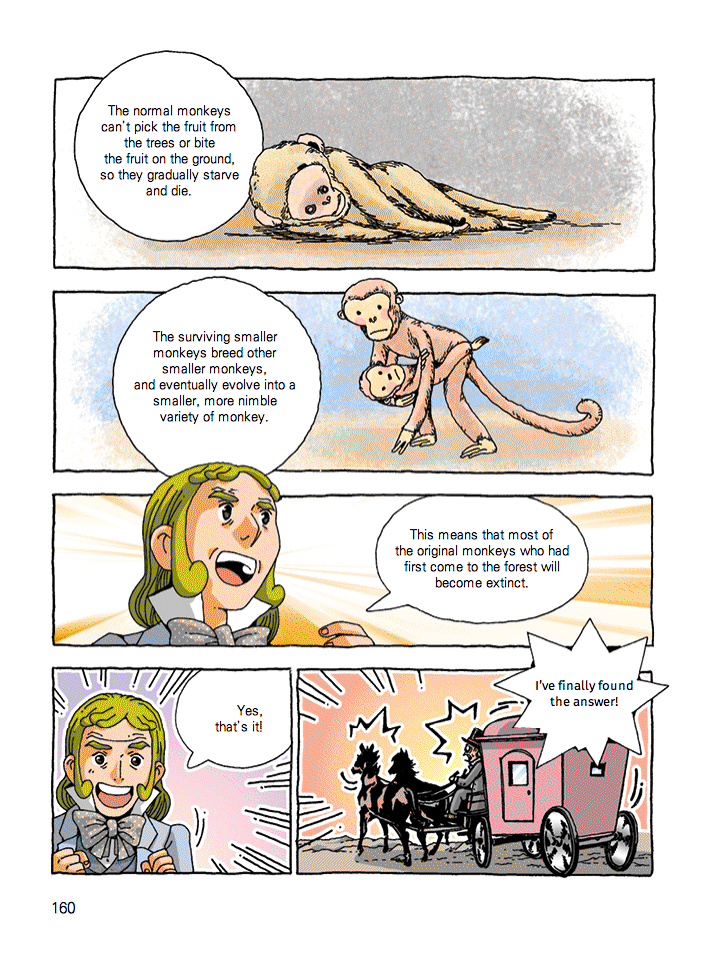 The normal monkeys
can't pick the fruit from
the trees or bite
the fruit on the ground,
so they gradually starve
and die.
The surviving smaller
monkeys breed other
smaller monkeys,
and eventually evolve into a
smaller, more nimble
variety of monkey.
This means that most of
the original monkeys who had
first come to the forest will
become extinct.
Yes,
that's it!
I've finally found
the answer!
160